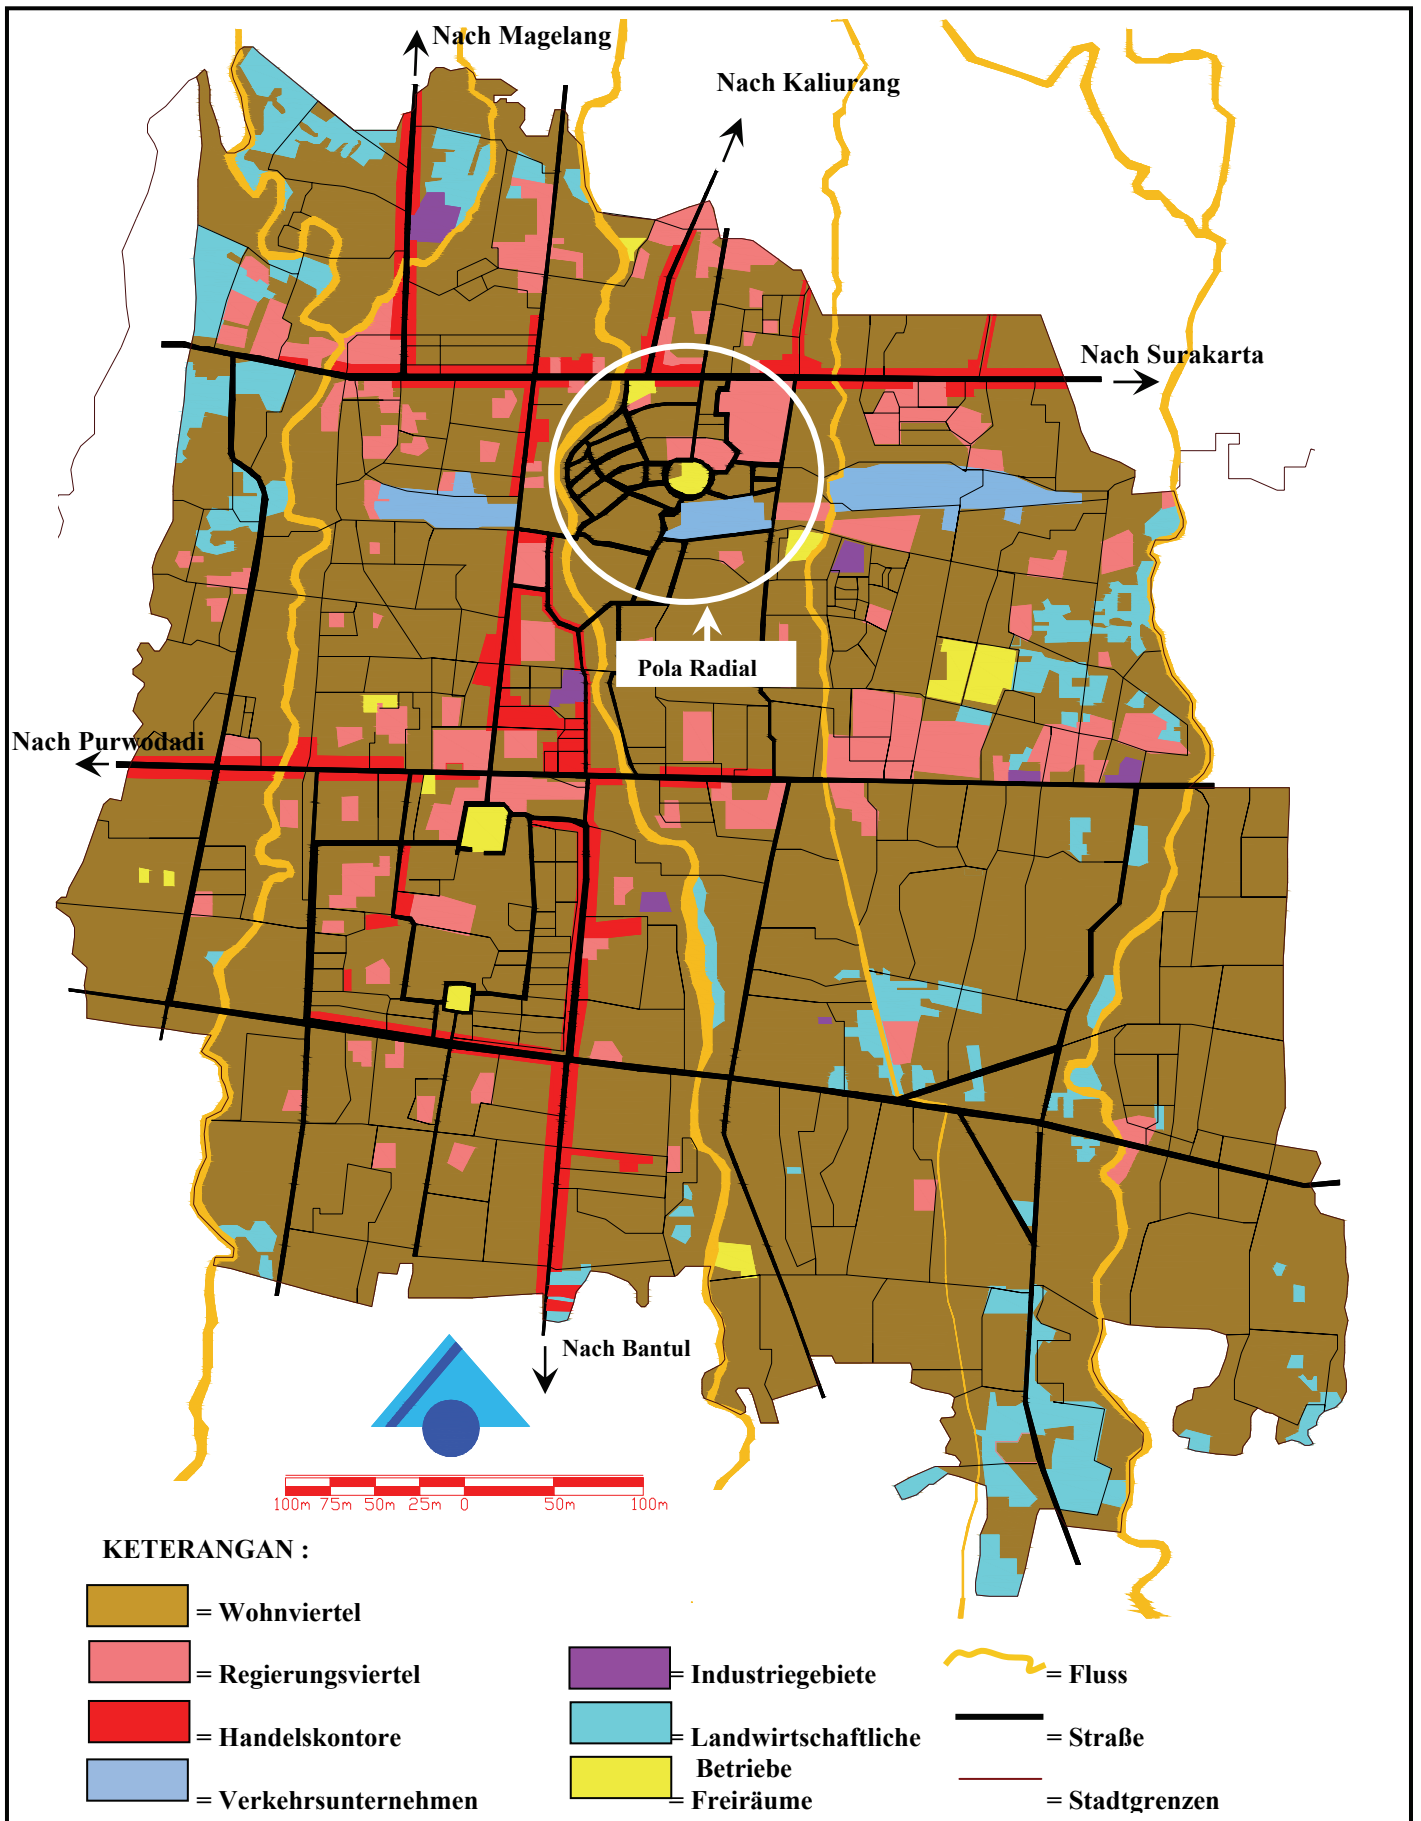 Nach Magelang
Nach Kaliurang
Nach Surakarta
Pola Radial
Nach Purwodadi
Nach Bantul
100m 75m 50m 25m 0 50m 100m
KETERANGAN :
= Wohnviertel
= Regierungsviertel
= Handelskontore
= Verkehrsunternehmen
= Industriegebiete
= Landwirtschaftliche
Betriebe
= Freiräume
= Fluss
= Straße
= Stadtgrenzen